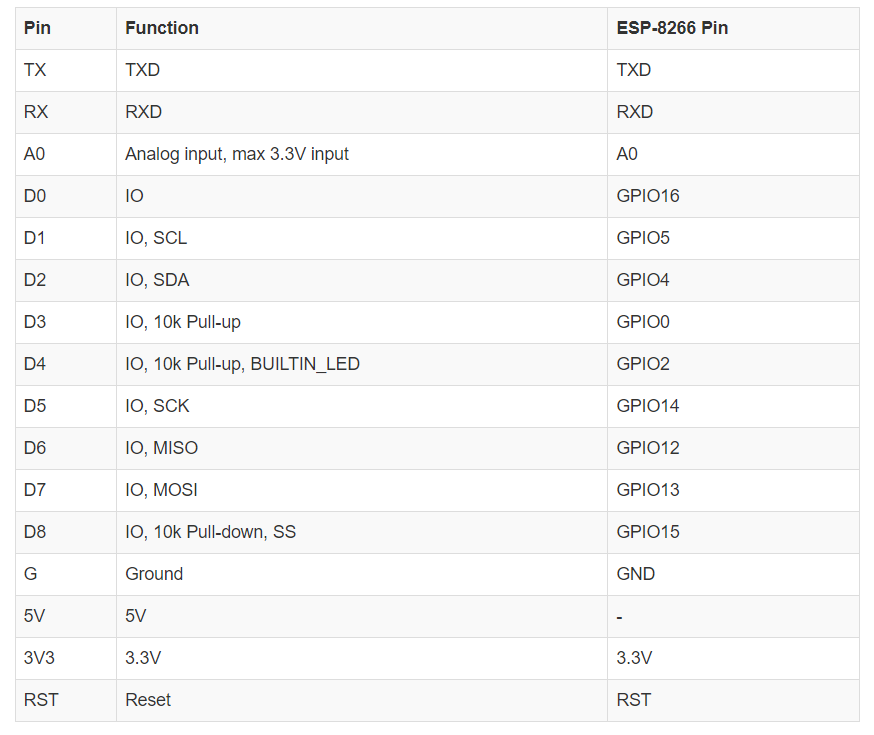 Pin Function ESP-8266 Pin
TX TXD TXD
RX RXD RXD
A0 Analog input, max 3.3V input A0
D0 IO GPIO16
D1 IO, SCL GPIO5
D2 IO, SDA GPIO4
D3 IO, 10k Pull-up GPIO0
D4 IO, 10k Pull-up, BUILTIN_LED GPIO2
D5 IO, SCK GPIO14
D6 IO, MISO GPIO12
D7 IO, MOSI GPIO13
D8 IO, 10k Pull-down, SS GPIO15
G Ground GND
5V 5V -
3V3 3.3V 3.3V
RST Reset RST